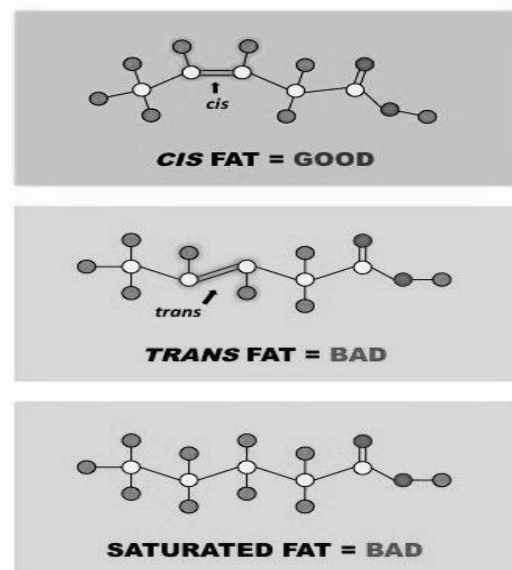 cis
CIS FAT = GOOD
trans
TRANS FAT = BAD
SATURATED FAT = BAD